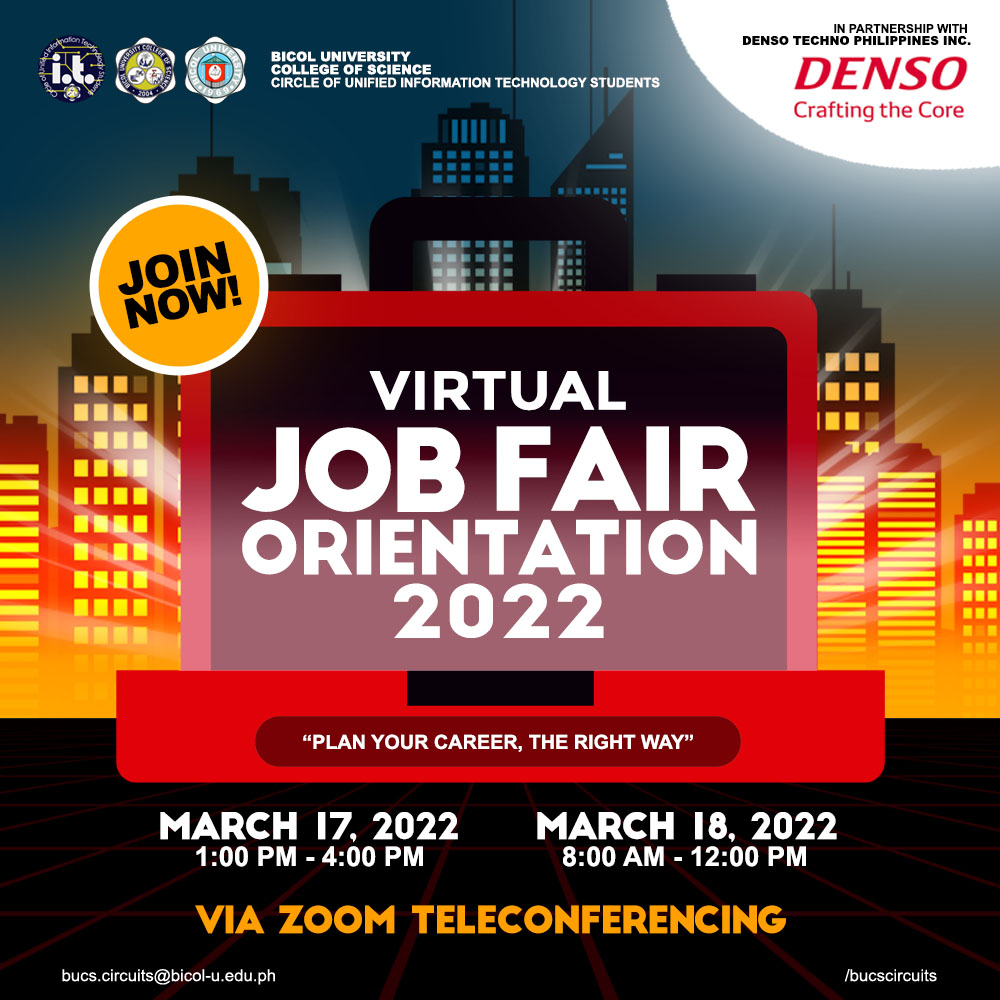 i.t.
2004
BICOL UNIVERSITY
COLLEGE OF SCIENCE
CIRCLE OF UNIFIED INFORMATION TECHNOLOGY STUDENTS
IN PARTNERSHIP WITH
DENSO TECHNO PHILIPPINES INC.
DENSO
Crafting the Core
JOIN
NOW!
VIRTUAL
JOB FAIR
ORIENTATION
2022
“PLAN YOUR CAREER, THE RIGHT WAY”
MARCH 17, 2022
1:00 PM - 4:00 PM
MARCH 18, 2022
8:00 AM - 12:00 PM
VIA ZOOM TELECONFERENCING
bucs.circuits@bicol-u.edu.ph
/bucscircuits